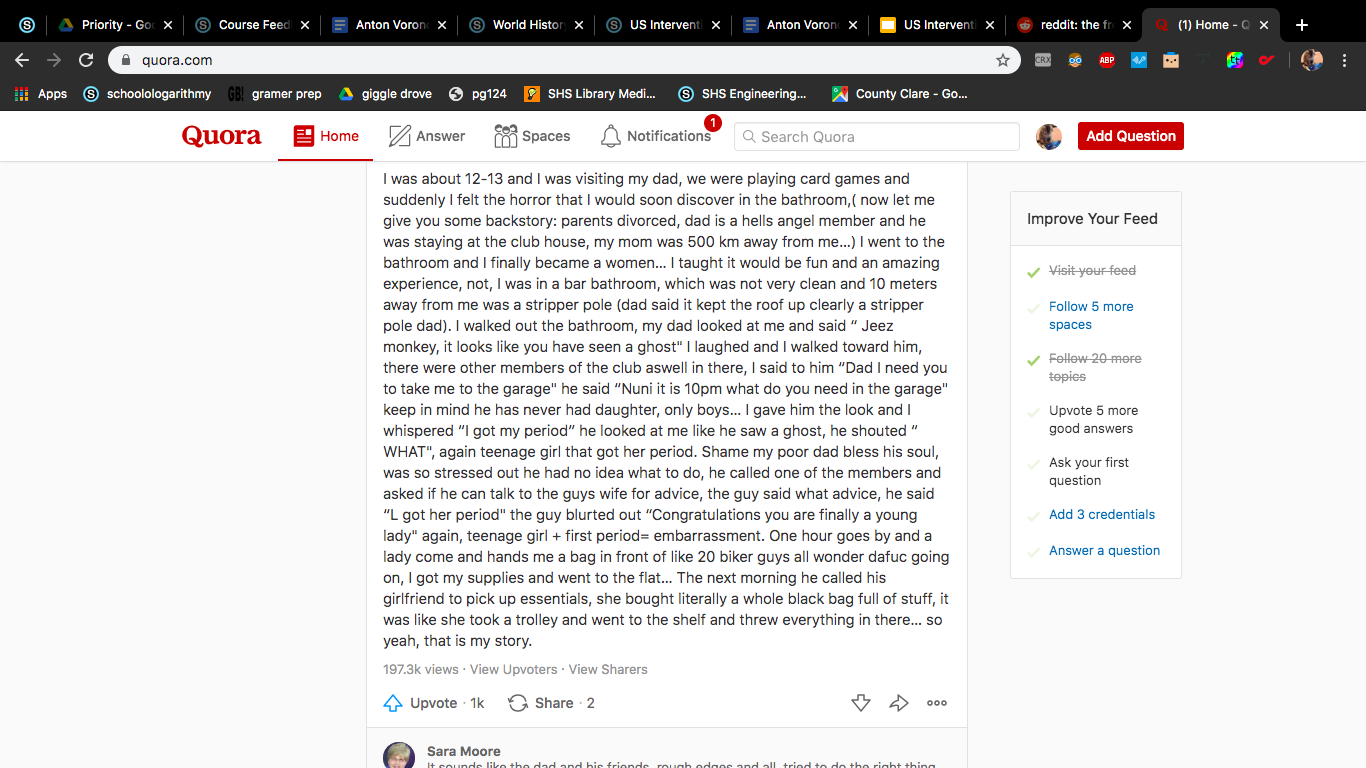 Priority - Goo
Course Feed
Anton Vorono
World History
US Interventi
Anton Vorono
US Interventi
reddit: the fr
(1) Home - Q
quora.com
CRX
ABP
Apps
schoolologarithmy
GB!
gramer prep
giggle drove
pg124
SHS Library Medi...
SHS Engineering...
County Clare - Go...
Quora
Home
Answer
Spaces
Notifications
1
Search Quora
Add Question
I was about 12-13 and I was visiting my dad, we were playing card games and
suddenly I felt the horror that I would soon discover in the bathroom,( now let me
give you some backstory: parents divorced, dad is a hells angel member and he
was staying at the club house, my mom was 500 km away from me...) I went to the
bathroom and I finally became a women... I taught it would be fun and an amazing
experience, not, I was in a bar bathroom, which was not very clean and 10 meters
away from me was a stripper pole (dad said it kept the roof up clearly a stripper
pole dad). I walked out the bathroom, my dad looked at me and said “ Jeez
monkey, it looks like you have seen a ghost" I laughed and I walked toward him,
there were other members of the club aswell in there, I said to him “Dad I need you
to take me to the garage" he said “Nuni it is 10pm what do you need in the garage"
keep in mind he has never had daughter, only boys... I gave him the look and I
whispered “I got my period” he looked at me like he saw a ghost, he shouted “
WHAT", again teenage girl that got her period. Shame my poor dad bless his soul,
was so stressed out he had no idea what to do, he called one of the members and
asked if he can talk to the guys wife for advice, the guy said what advice, he said
“L got her period" the guy blurted out “Congratulations you are finally a young
lady" again, teenage girl + first period= embarrassment. One hour goes by and a
lady come and hands me a bag in front of like 20 biker guys all wonder dafuc going
on, I got my supplies and went to the flat... The next morning he called his
girlfriend to pick up essentials, she bought literally a whole black bag full of stuff, it
was like she took a trolley and went to the shelf and threw everything in there... so
yeah, that is my story.
197.3k views · View Upvoters · View Sharers
Upvote · 1k
Share · 2
Sara Moore
It sounds like the dad and his friends, rough edges and all, tried to do the right thing
Improve Your Feed
Visit your feed
Follow 5 more
spaces
Follow 20 more
topics
Upvote 5 more
good answers
Ask your first
question
Add 3 credentials
Answer a question